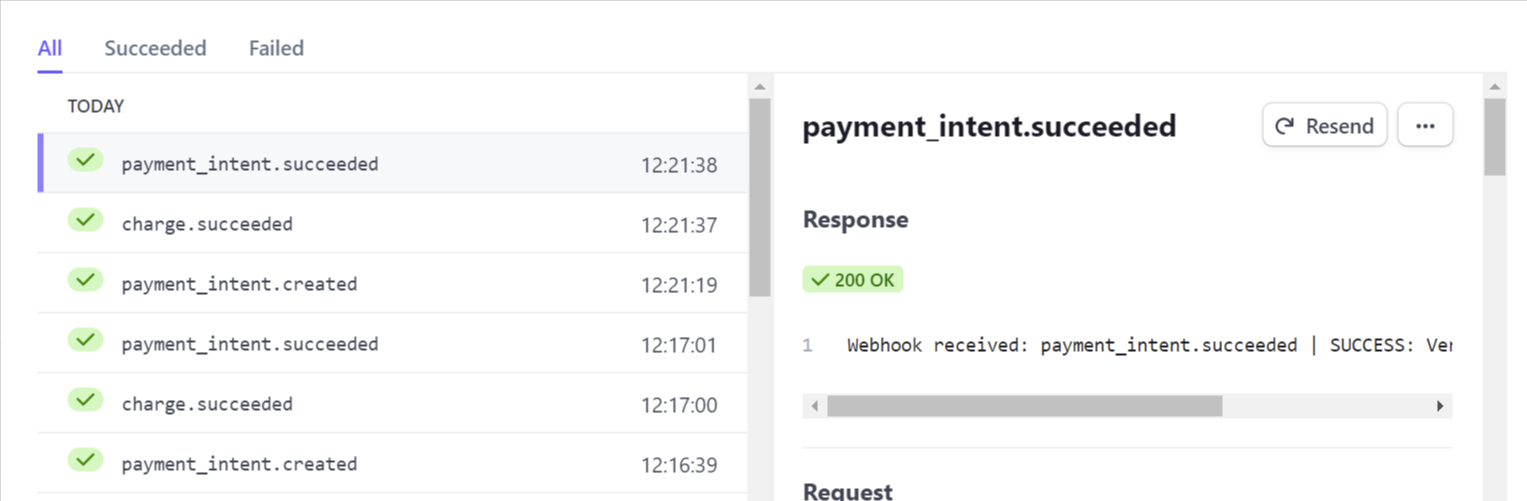 All Succeeded Failed
TODAY
payment_intent.succeeded 12:21:38
charge.succeeded 12:21:37
payment_intent.created 12:21:19
payment_intent.succeeded 12:17:01
charge.succeeded 12:17:00
payment_intent.created 12:16:39
payment_intent.succeeded
Resend ...
Response
200 OK
1 Webhook received: payment_intent.succeeded | SUCCESS: Ver
Request